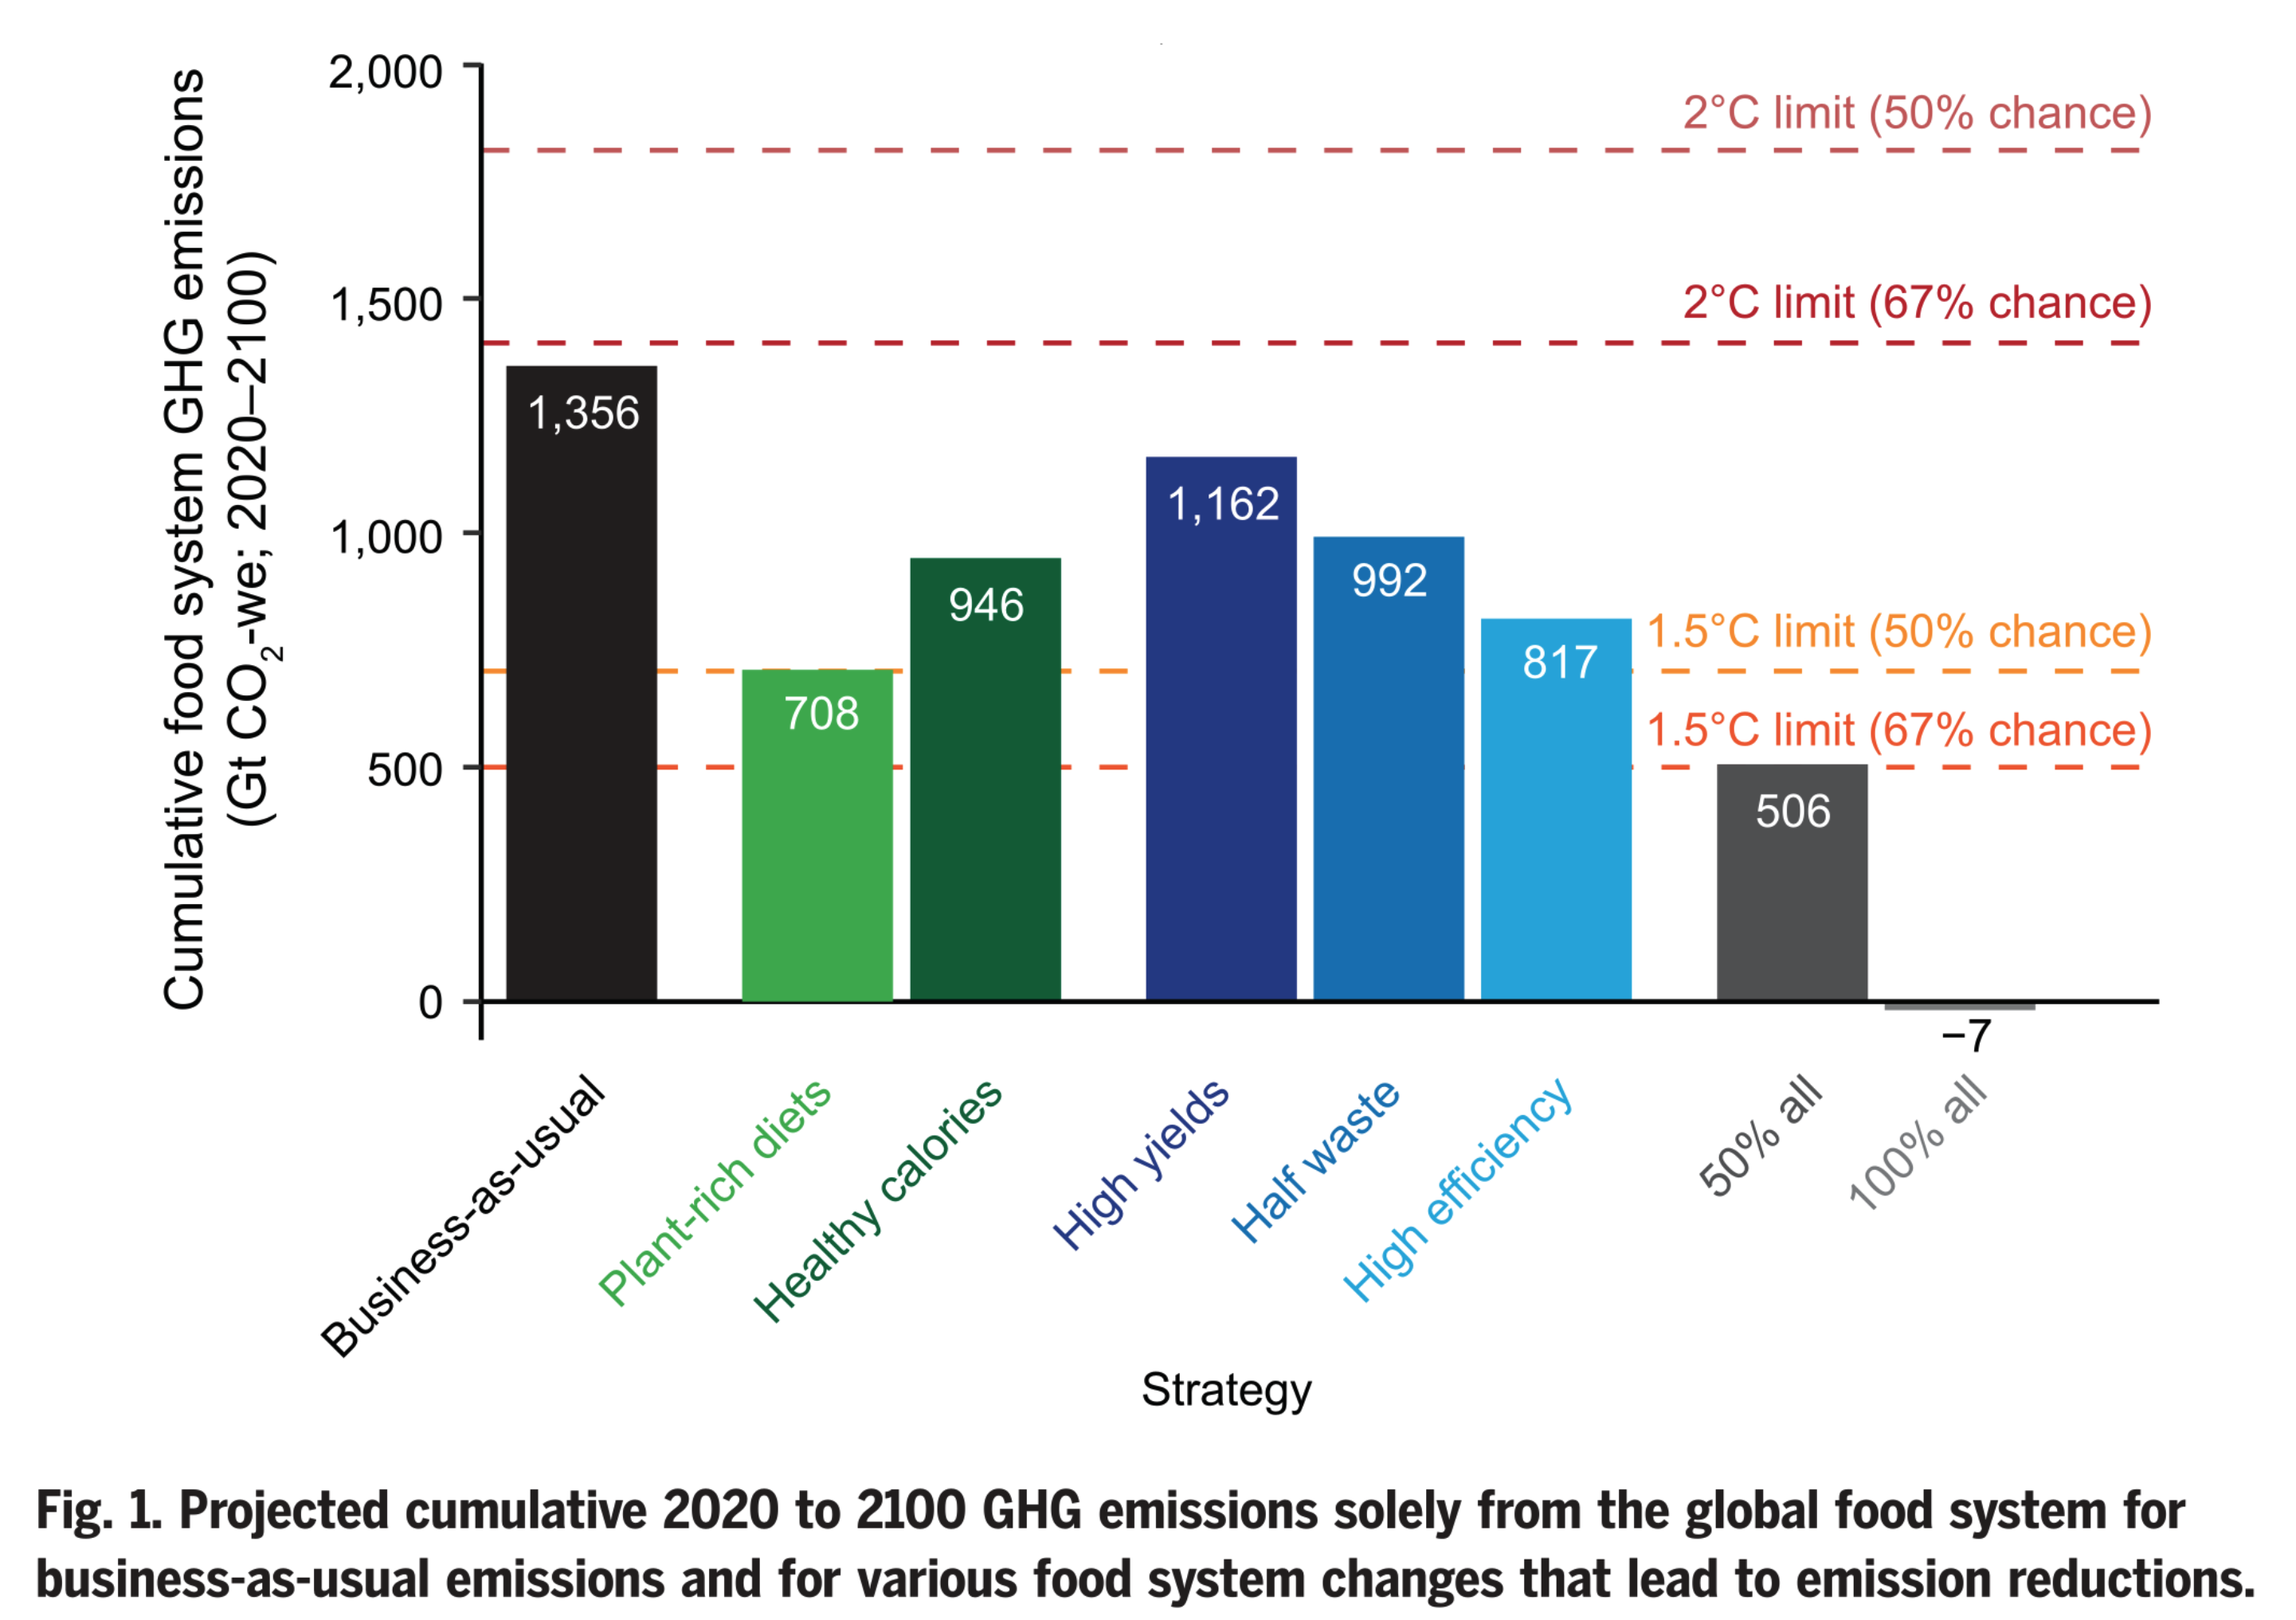 Cumulative food system GHG emissions
(Gt CO₂-we; 2020–2100)
2,000
1,500
1,000
500
0
2°C limit (50% chance)
2°C limit (67% chance)
1.5°C limit (50% chance)
1.5°C limit (67% chance)
1,356
708
946
1,162
992
817
506
−7
Business-as-usual
Plant-rich diets
Healthy calories
High yields
Half waste
High efficiency
50% all
100% all
Strategy
Fig. 1. Projected cumulative 2020 to 2100 GHG emissions solely from the global food system for
business-as-usual emissions and for various food system changes that lead to emission reductions.